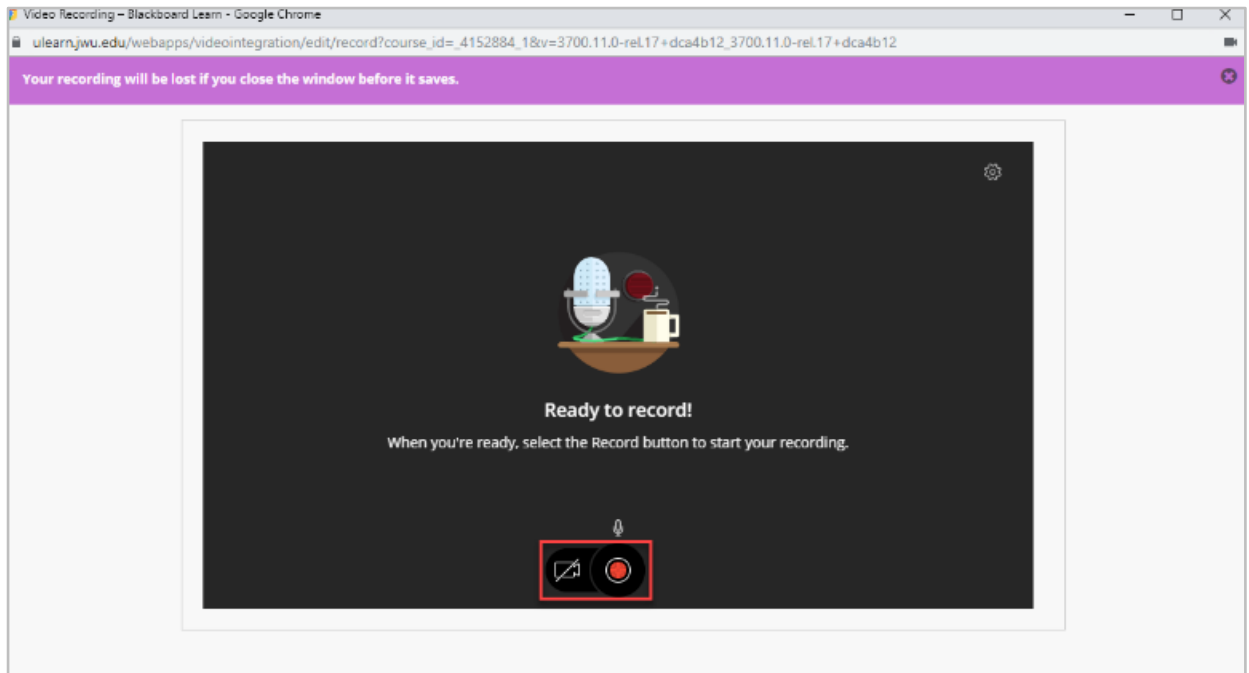 Video Recording – Blackboard Learn - Google Chrome
ulearn.jwu.edu/webapps/videointegration/edit/record?course_id=_4152884_1&v=3700.11.0-rel.17+dca4b12_3700.11.0-rel.17+dca4b12
Your recording will be lost if you close the window before it saves.
Ready to record!
When you're ready, select the Record button to start your recording.